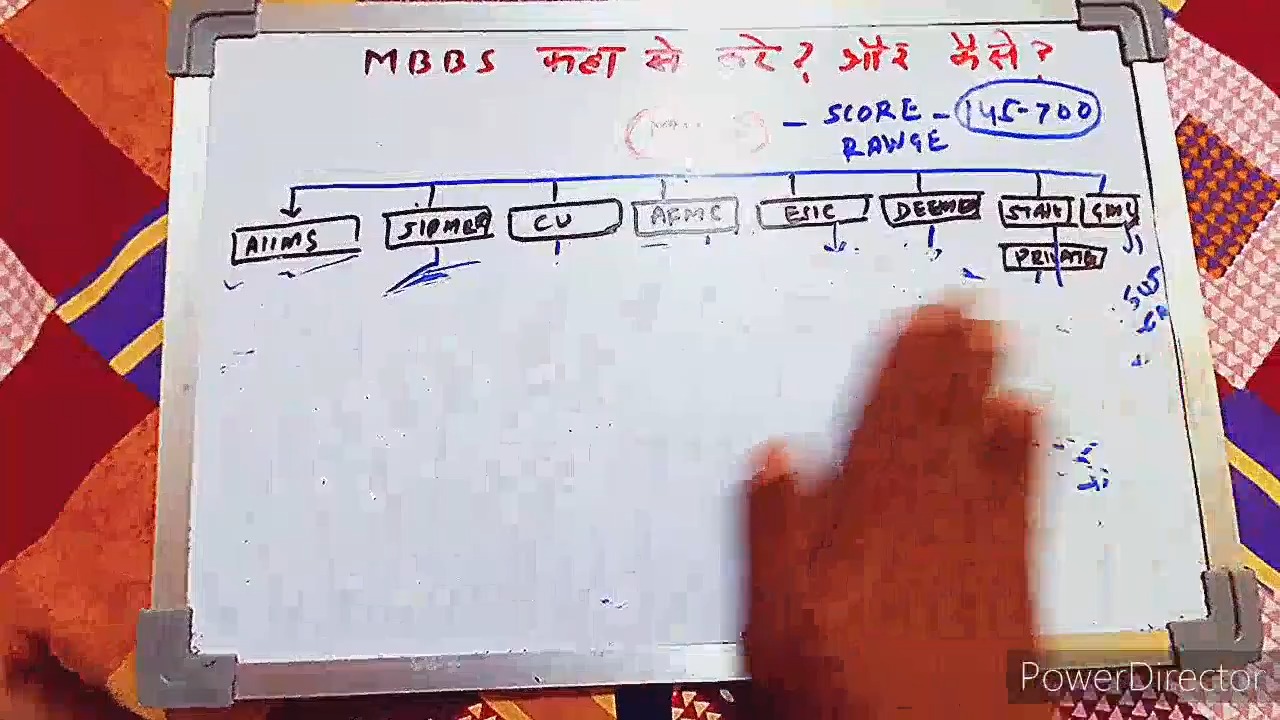 MBBS कहा से करे? और कैसे?
- SCORE - 145-700
RANGE
AIIMS JIPMER CU AFMC ESIC DEEMED STATE GMC
PRIVATE
PowerDirector